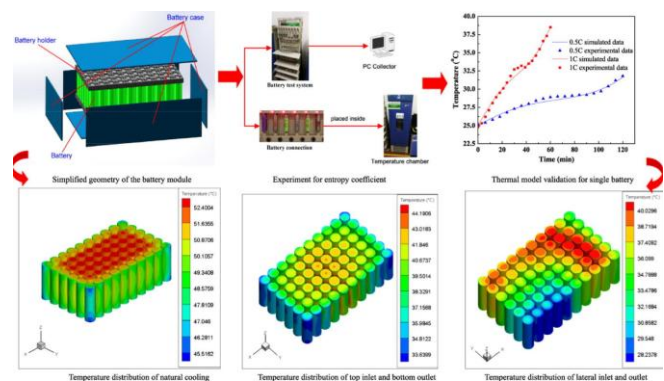 Battery case
Battery holder
Battery
Simplified geometry of the battery module
Battery test system
PC Collector
Battery connection
placed inside
Temperature chamber
Experiment for entropy coefficient
Temperature (°C)
40.0
37.5
35.0
32.5
30.0
27.5
25.0
22.5
0 20 40 60 80 100 120
Time (min)
0.5C simulated data
0.5C experimental data
1C simulated data
1C experimental data
Thermal model validation for single battery
Temperature (°C)
52.4004
51.6355
50.8706
50.1057
49.3408
48.5759
47.8109
47.046
46.2811
45.5162
Z
X
Y
Temperature distribution of natural cooling
Temperature (°C)
44.1906
43.0193
41.848
40.6737
39.5014
38.3291
37.1568
35.9845
34.8122
33.6399
Z
X
Y
Temperature distribution of top inlet and bottom outlet
Temperature (°C)
40.0286
38.7194
37.4092
36.099
34.7888
33.4786
32.1684
30.8582
29.548
28.2378
Temperature distribution of lateral inlet and outlet